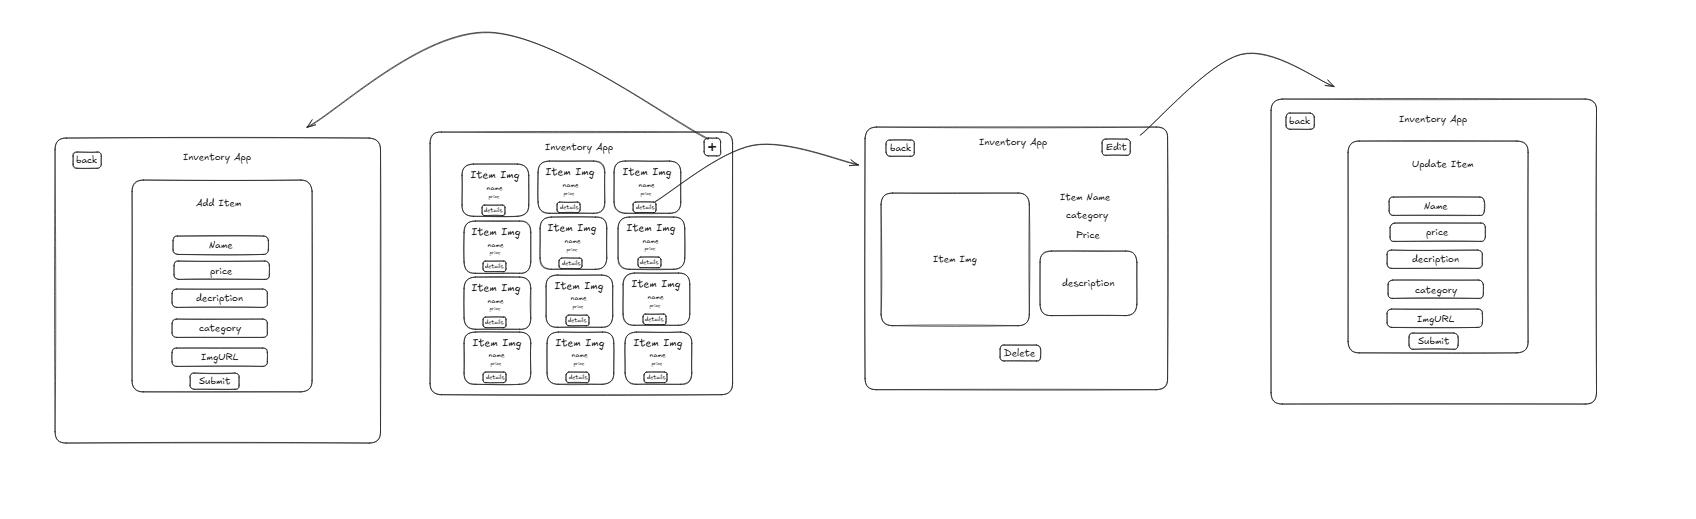 back
Inventory App
Add Item
Name
price
decription
category
ImgURL
Submit
Inventory App
+
Item Img
name
price
details
Item Img
name
price
details
Item Img
name
price
details
Item Img
name
price
details
Item Img
name
price
details
Item Img
name
price
details
Item Img
name
price
details
Item Img
name
price
details
Item Img
name
price
details
Item Img
name
price
details
Item Img
name
price
details
Item Img
name
price
details
back
Inventory App
Edit
Item Img
Item Name
category
Price
description
Delete
back
Inventory App
Update Item
Name
price
decription
category
ImgURL
Submit